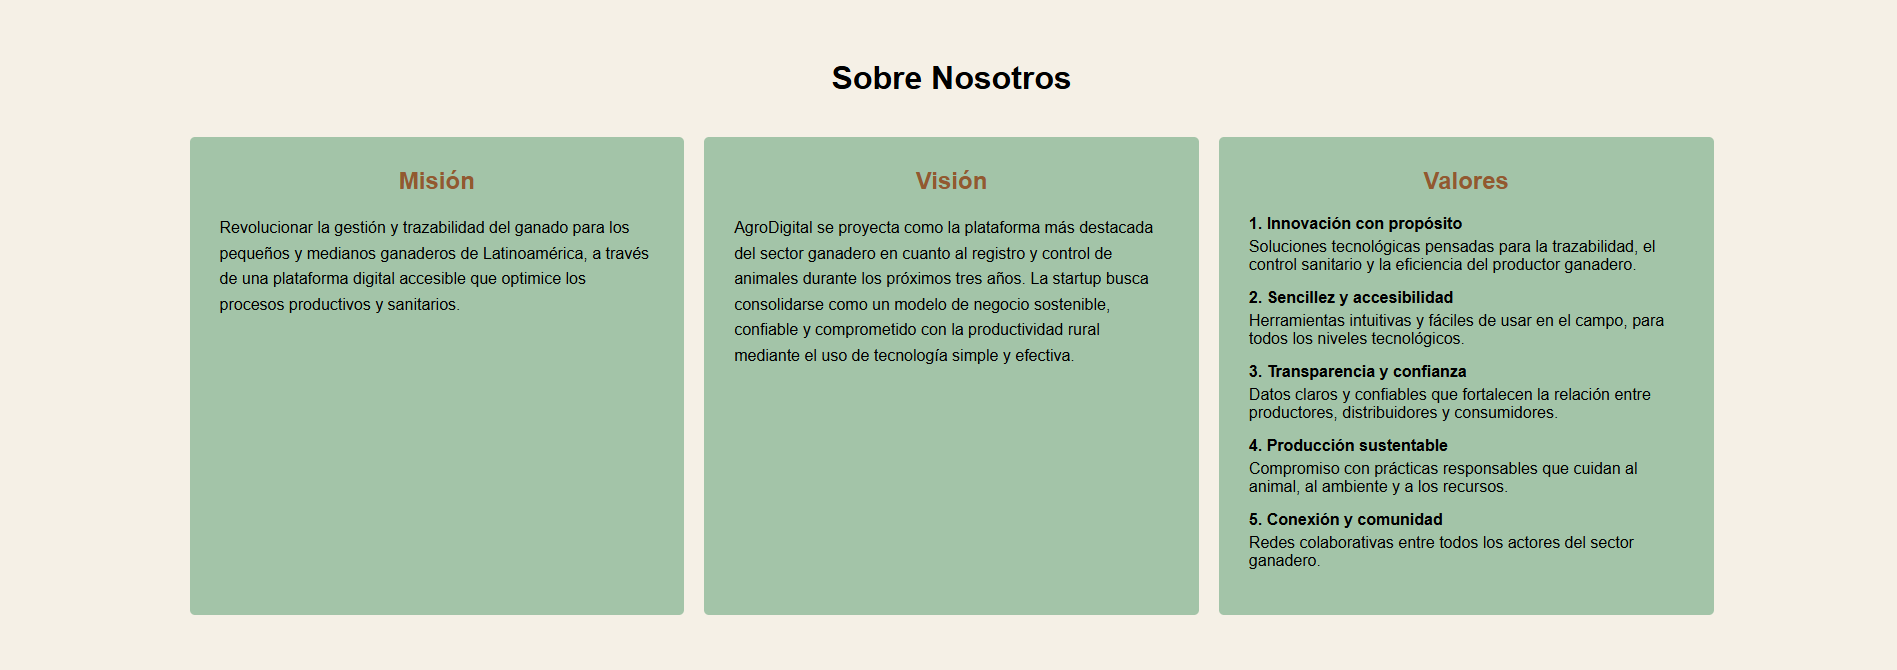 Sobre Nosotros
Misión
Revolucionar la gestión y trazabilidad del ganado para los
pequeños y medianos ganaderos de Latinoamérica, a través
de una plataforma digital accesible que optimice los
procesos productivos y sanitarios.
Visión
AgroDigital se proyecta como la plataforma más destacada
del sector ganadero en cuanto al registro y control de
animales durante los próximos tres años. La startup busca
consolidarse como un modelo de negocio sostenible,
confiable y comprometido con la productividad rural
mediante el uso de tecnología simple y efectiva.
Valores
1. Innovación con propósito
Soluciones tecnológicas pensadas para la trazabilidad, el
control sanitario y la eficiencia del productor ganadero.
2. Sencillez y accesibilidad
Herramientas intuitivas y fáciles de usar en el campo, para
todos los niveles tecnológicos.
3. Transparencia y confianza
Datos claros y confiables que fortalecen la relación entre
productores, distribuidores y consumidores.
4. Producción sustentable
Compromiso con prácticas responsables que cuidan al
animal, al ambiente y a los recursos.
5. Conexión y comunidad
Redes colaborativas entre todos los actores del sector
ganadero.